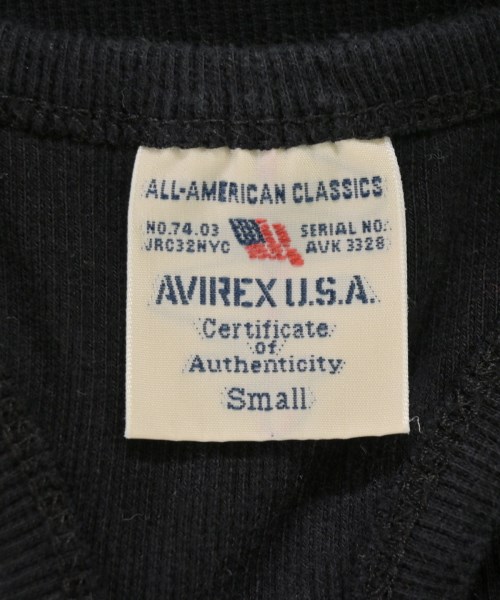 ALL-AMERICAN CLASSICS
NO.74.03 SERIAL NO.
JRC32NYC AVK 3328
AVIREX U.S.A.
Certificate
of
Authenticity
Small